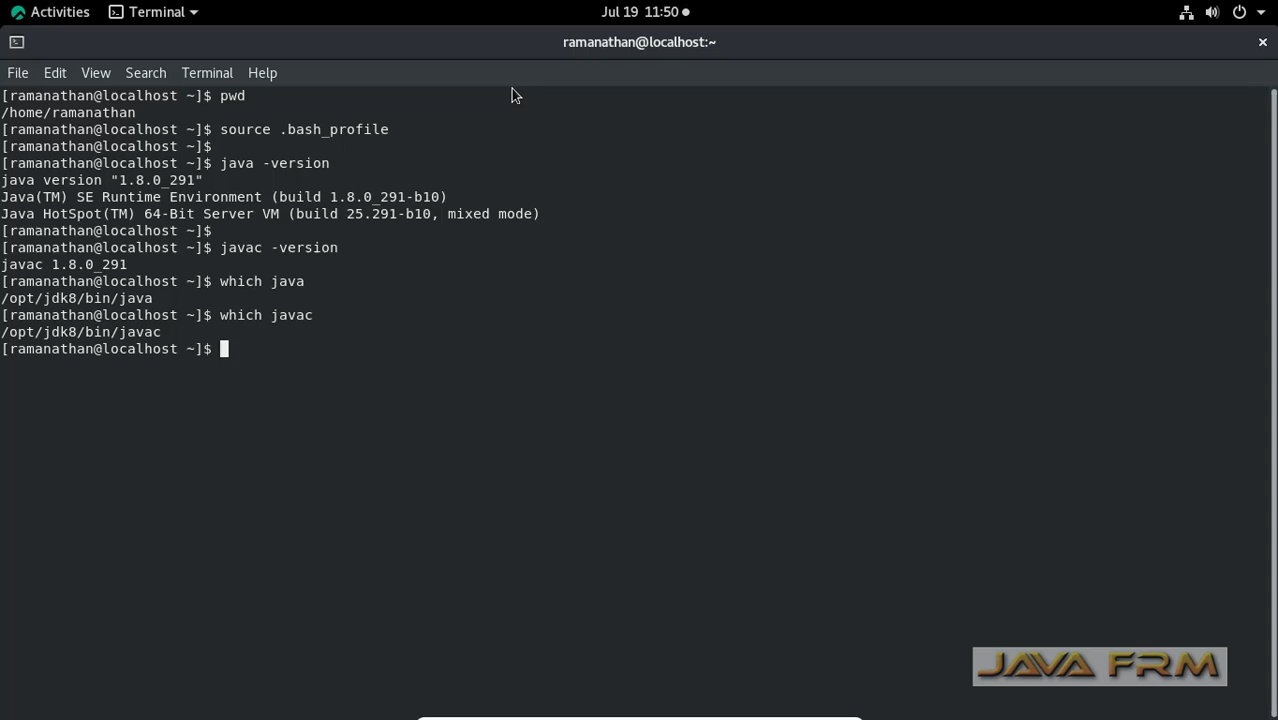 Activities Terminal Jul 19 11:50
ramanathan@localhost:~
File Edit View Search Terminal Help
[ramanathan@localhost ~]$ pwd
/home/ramanathan
[ramanathan@localhost ~]$ source .bash_profile
[ramanathan@localhost ~]$
[ramanathan@localhost ~]$ java -version
java version "1.8.0_291"
Java(TM) SE Runtime Environment (build 1.8.0_291-b10)
Java HotSpot(TM) 64-Bit Server VM (build 25.291-b10, mixed mode)
[ramanathan@localhost ~]$
[ramanathan@localhost ~]$ javac -version
javac 1.8.0_291
[ramanathan@localhost ~]$ which java
/opt/jdk8/bin/java
[ramanathan@localhost ~]$ which javac
/opt/jdk8/bin/javac
[ramanathan@localhost ~]$
JAVA FRM